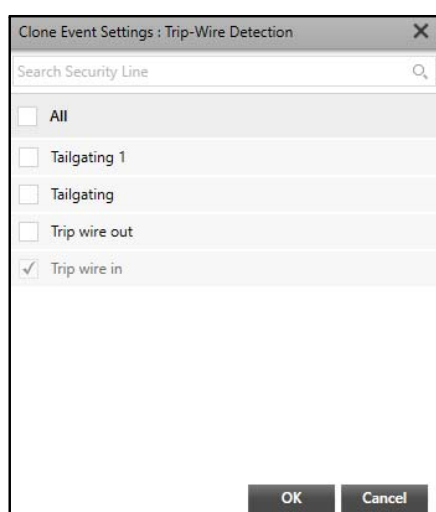 Clone Event Settings : Trip-Wire Detection
Search Security Line
All
Tailgating 1
Tailgating
Trip wire out
Trip wire in
OK Cancel